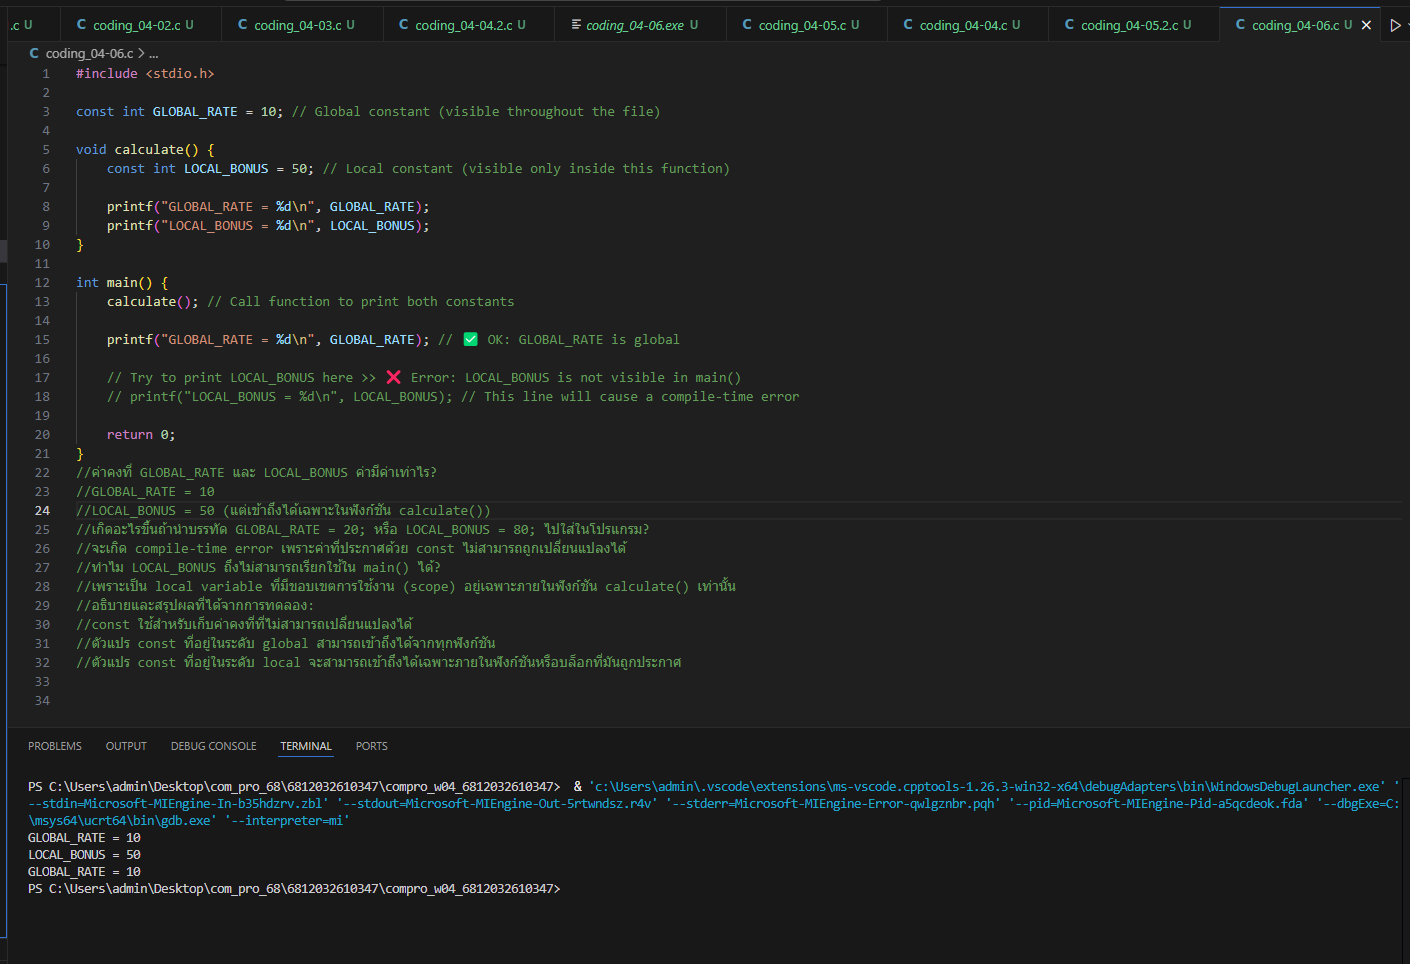 .c U
C coding_04-02.c U
C coding_04-03.c U
C coding_04-04.2.c U
coding_04-06.exe U
C coding_04-05.c U
C coding_04-04.c U
C coding_04-05.2.c U
C coding_04-06.c U ×
C coding_04-06.c > ...
1 #include <stdio.h>
2
3 const int GLOBAL_RATE = 10; // Global constant (visible throughout the file)
4
5 void calculate() {
6     const int LOCAL_BONUS = 50; // Local constant (visible only inside this function)
7
8     printf("GLOBAL_RATE = %d\n", GLOBAL_RATE);
9     printf("LOCAL_BONUS = %d\n", LOCAL_BONUS);
10 }
11
12 int main() {
13     calculate(); // Call function to print both constants
14
15     printf("GLOBAL_RATE = %d\n", GLOBAL_RATE); // ✅ OK: GLOBAL_RATE is global
16
17     // Try to print LOCAL_BONUS here >> ❌ Error: LOCAL_BONUS is not visible in main()
18     // printf("LOCAL_BONUS = %d\n", LOCAL_BONUS); // This line will cause a compile-time error
19
20     return 0;
21 }
22 //ค่าคงที่ GLOBAL_RATE และ LOCAL_BONUS ค่ามีค่าเท่าไร?
23 //GLOBAL_RATE = 10
24 //LOCAL_BONUS = 50 (แต่เข้าถึงได้เฉพาะในฟังก์ชัน calculate())
25 //เกิดอะไรขึ้นถ้านำบรรทัด GLOBAL_RATE = 20; หรือ LOCAL_BONUS = 80; ไปใส่ในโปรแกรม?
26 //จะเกิด compile-time error เพราะค่าที่ประกาศด้วย const ไม่สามารถถูกเปลี่ยนแปลงได้
27 //ทำไม LOCAL_BONUS ถึงไม่สามารถเรียกใช้ใน main() ได้?
28 //เพราะเป็น local variable ที่มีขอบเขตการใช้งาน (scope) อยู่เฉพาะภายในฟังก์ชัน calculate() เท่านั้น
29 //อธิบายและสรุปผลที่ได้จากการทดลอง:
30 //const ใช้สำหรับเก็บค่าคงที่ที่ไม่สามารถเปลี่ยนแปลงได้
31 //ตัวแปร const ที่อยู่ในระดับ global สามารถเข้าถึงได้จากทุกฟังก์ชัน
32 //ตัวแปร const ที่อยู่ในระดับ local จะสามารถเข้าถึงได้เฉพาะภายในฟังก์ชันหรือบล็อกที่มันถูกประกาศ
33
34
PROBLEMS OUTPUT DEBUG CONSOLE TERMINAL PORTS
PS C:\Users\admin\Desktop\com_pro_68\6812032610347\compro_w04_6812032610347>  & 'c:\Users\admin\.vscode\extensions\ms-vscode.cpptools-1.26.3-win32-x64\debugAdapters\bin\WindowsDebugLauncher.exe' '
--stdin=Microsoft-MIEngine-In-b35hdzrv.zbl' '--stdout=Microsoft-MIEngine-Out-5rtwndsz.r4v' '--stderr=Microsoft-MIEngine-Error-qwlgznbr.pqh' '--pid=Microsoft-MIEngine-Pid-a5qcdeok.fda' '--dbgExe=C:
\msys64\ucrt64\bin\gdb.exe' '--interpreter=mi'
GLOBAL_RATE = 10
LOCAL_BONUS = 50
GLOBAL_RATE = 10
PS C:\Users\admin\Desktop\com_pro_68\6812032610347\compro_w04_6812032610347>